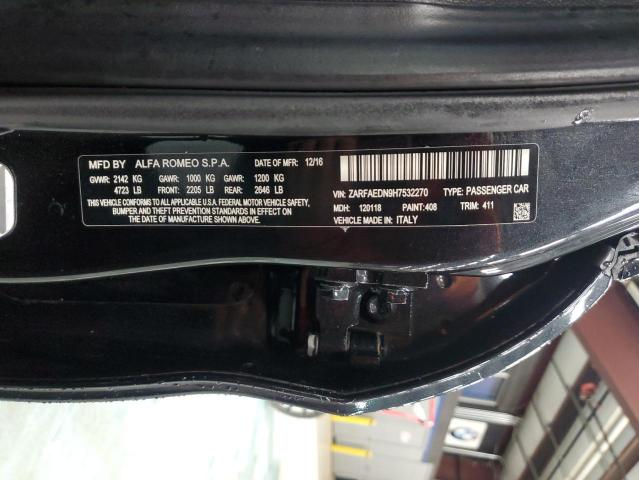 MFD BY ALFA ROMEO S.P.A. DATE OF MFR: 12/16
GVWR: 2142 KG GAWR: 1000 KG GAWR: 1200 KG
4723 LB FRONT: 2205 LB REAR: 2646 LB
THIS VEHICLE CONFORMS TO ALL APPLICABLE U.S.A. FEDERAL MOTOR VEHICLE SAFETY,
BUMPER AND THEFT PREVENTION STANDARDS IN EFFECT ON
THE DATE OF MANUFACTURE SHOWN ABOVE.
VIN: ZARFAEDN9H7532270 TYPE: PASSENGER CAR
MDH: 120118 PAINT: 408 TRIM: 411
VEHICLE MADE IN: ITALY